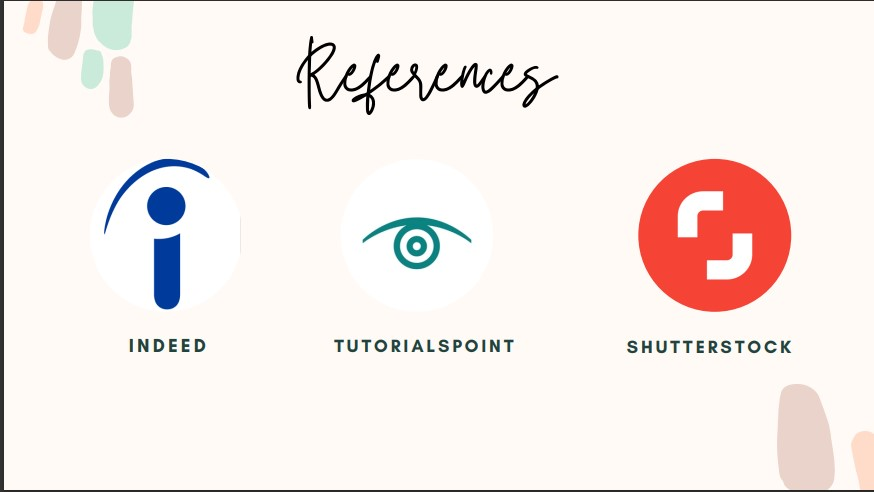 References
INDEED
TUTORIALSPOINT
SHUTTERSTOCK